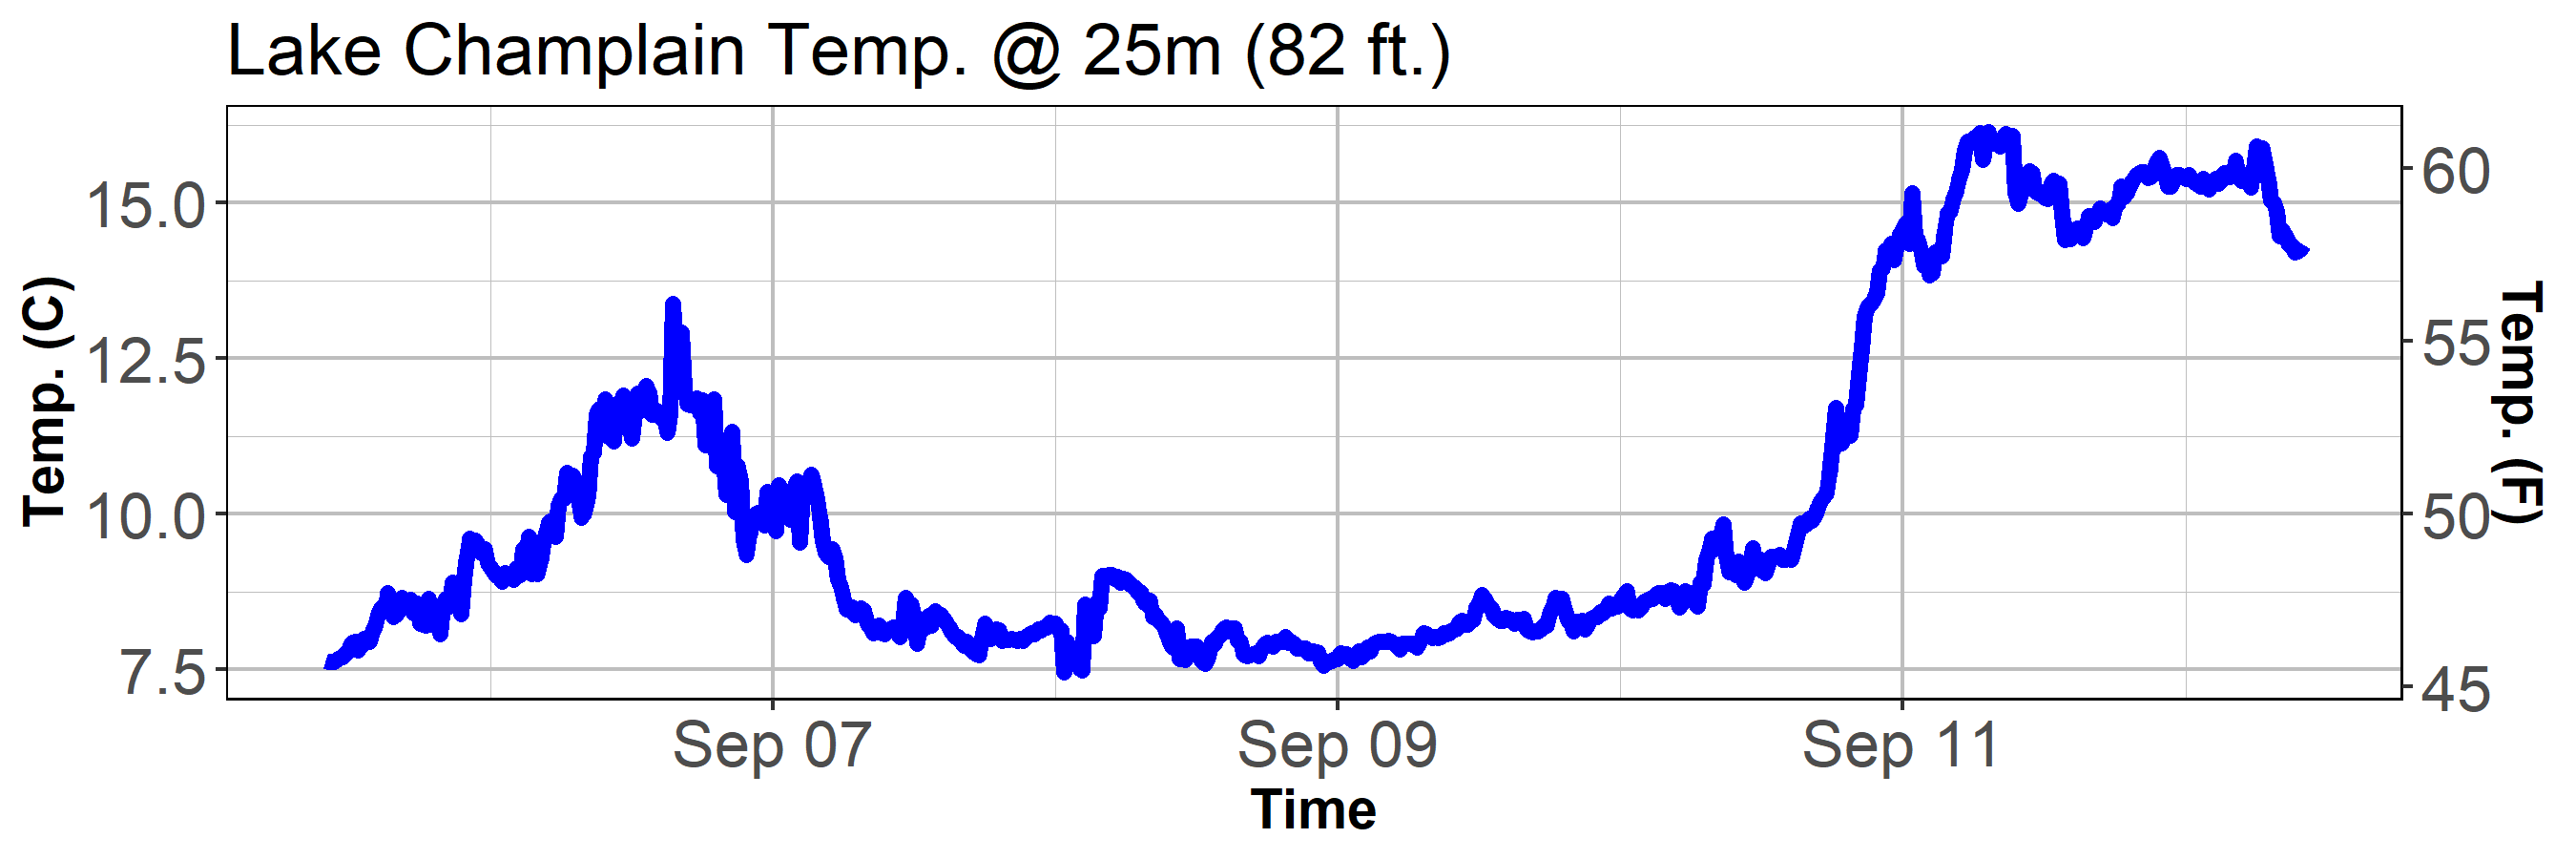 Lake Champlain Temp. @ 25m (82 ft.)
Temp. (C)
15.0
12.5
10.0
7.5
60
55
50
45
Temp. (F)
Sep 07 Sep 09 Sep 11
Time